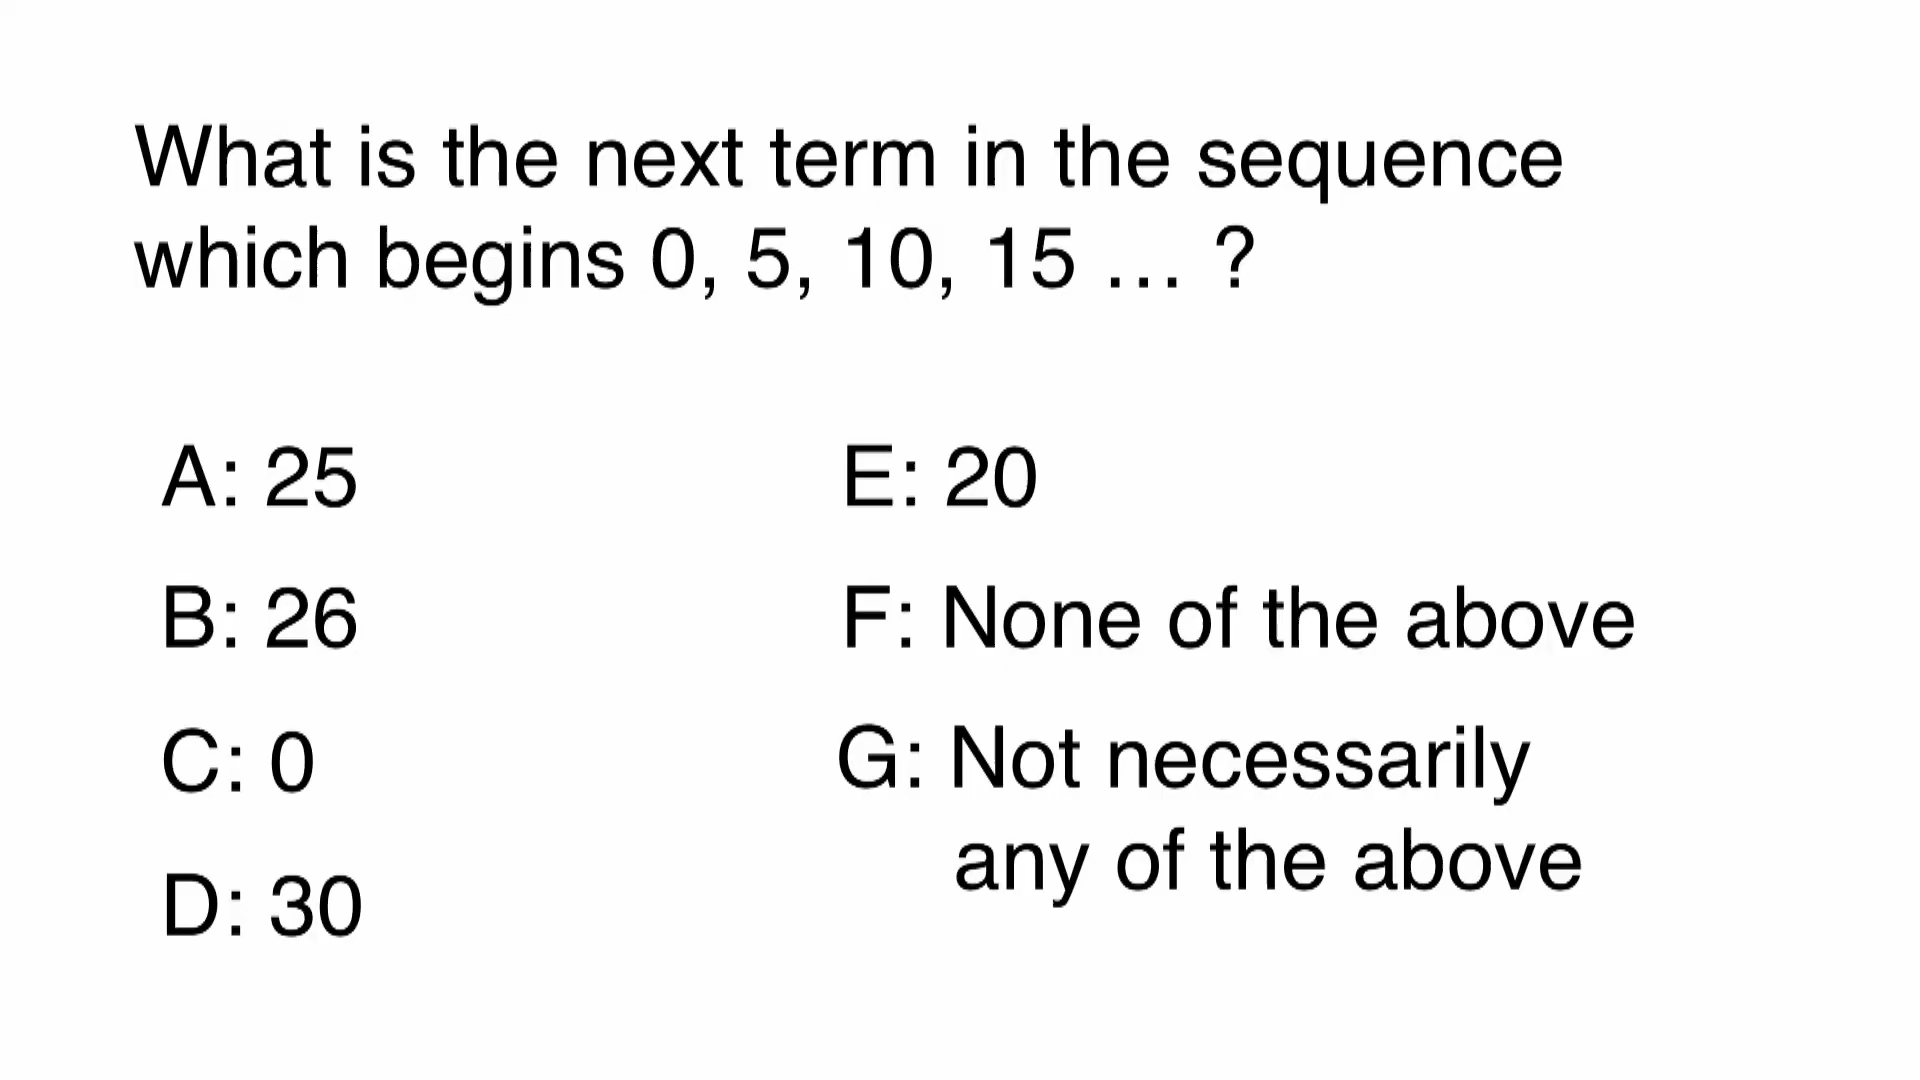 What is the next term in the sequence
which begins 0, 5, 10, 15 … ?
A: 25
B: 26
C: 0
D: 30
E: 20
F: None of the above
G: Not necessarily
any of the above